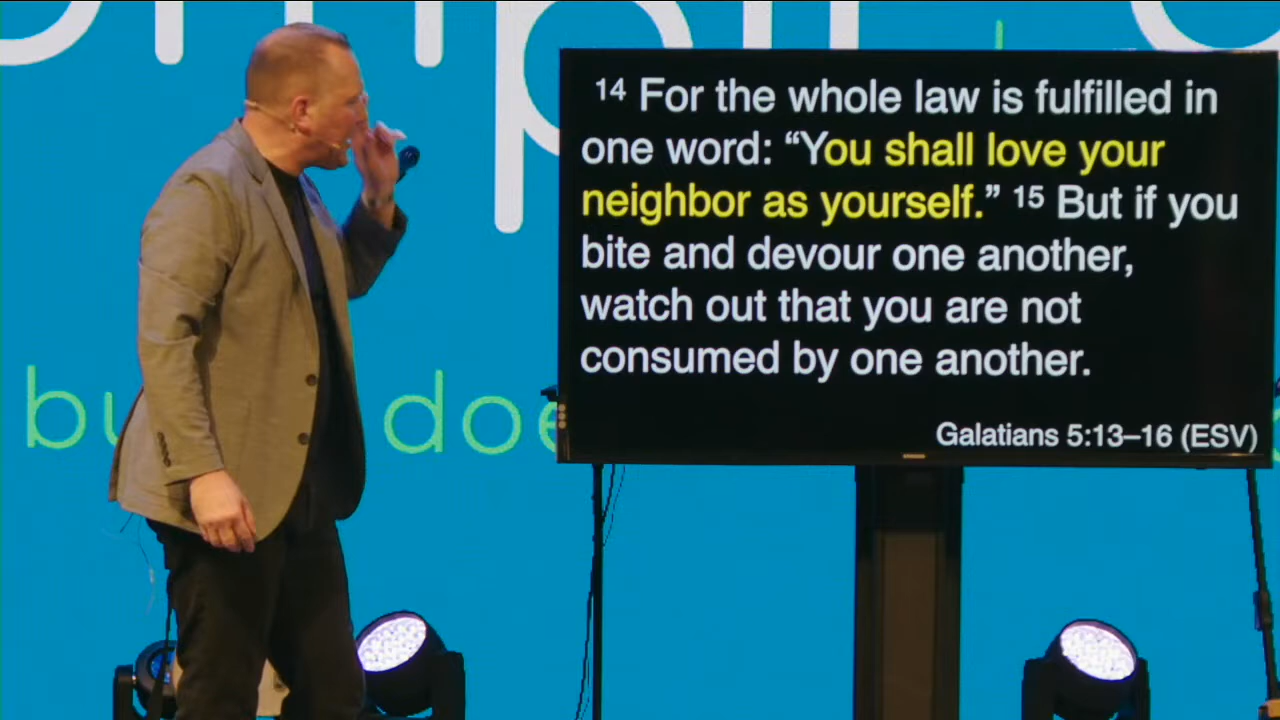 14 For the whole law is fulfilled in
one word: “You shall love your
neighbor as yourself.” 15 But if you
bite and devour one another,
watch out that you are not
consumed by one another.
Galatians 5:13–16 (ESV)